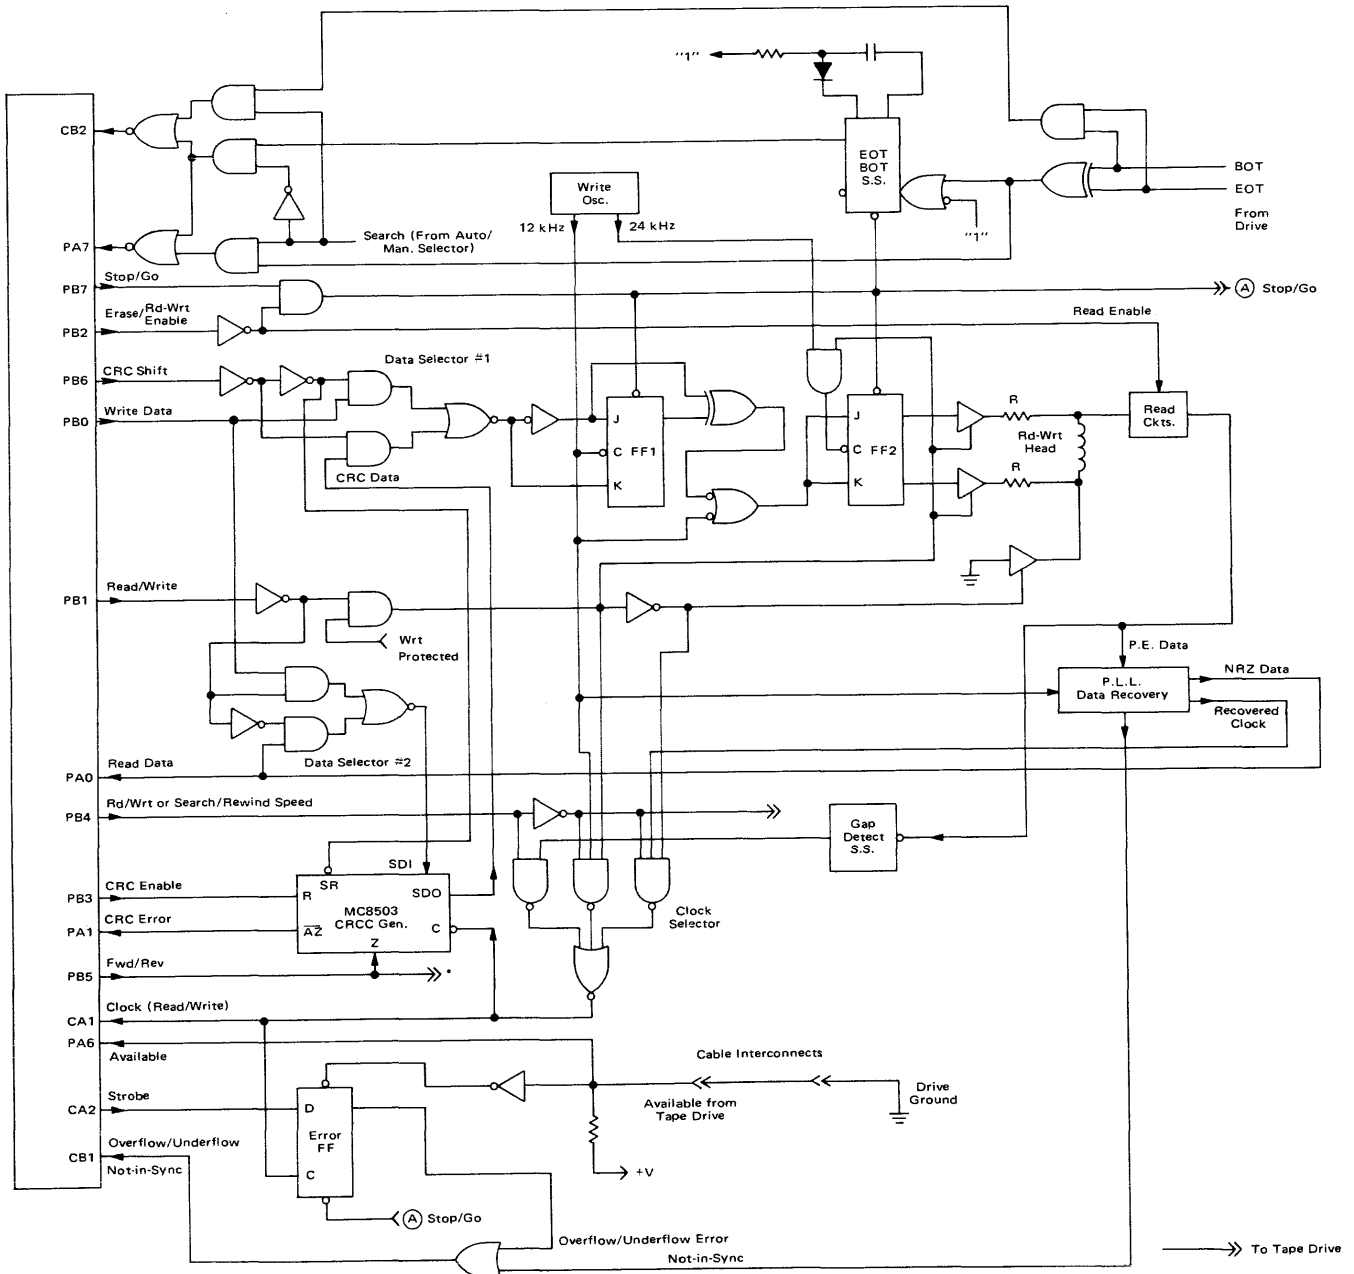 "1"
CB2
EOT
BOT
S.S.
BOT
EOT
From
Drive
"1"
Write
Osc.
12 kHz
24 kHz
Search (From Auto/
Man. Selector)
PA7
Stop/Go
PB7
A Stop/Go
Erase/Rd-Wrt
Enable
PB2
Read Enable
PB6
CRC Shift
Data Selector #1
PB0
Write Data
CRC Data
J
C FF1
K
J
C FF2
K
R
Rd-Wrt
Head
R
Read
Ckts.
PB1
Read/Write
Wrt
Protected
P.E. Data
P.L.L.
Data Recovery
NRZ Data
Recovered
Clock
PA0
Read Data
Data Selector #2
PB4
Rd/Wrt or Search/Rewind Speed
Gap
Detect
S.S.
SDI
SR
PB3
CRC Enable
R
SDO
MC8503
CRCC Gen.
PA1
CRC Error
AZ
C
Z
Clock
Selector
PB5
Fwd/Rev
CA1
Clock (Read/Write)
PA6
Available
Cable Interconnects
Available from
Tape Drive
Drive
Ground
CA2
Strobe
D
Error
FF
C
+V
CB1
Overflow/Underflow
Not-in-Sync
A Stop/Go
Overflow/Underflow Error
Not-in-Sync
To Tape Drive